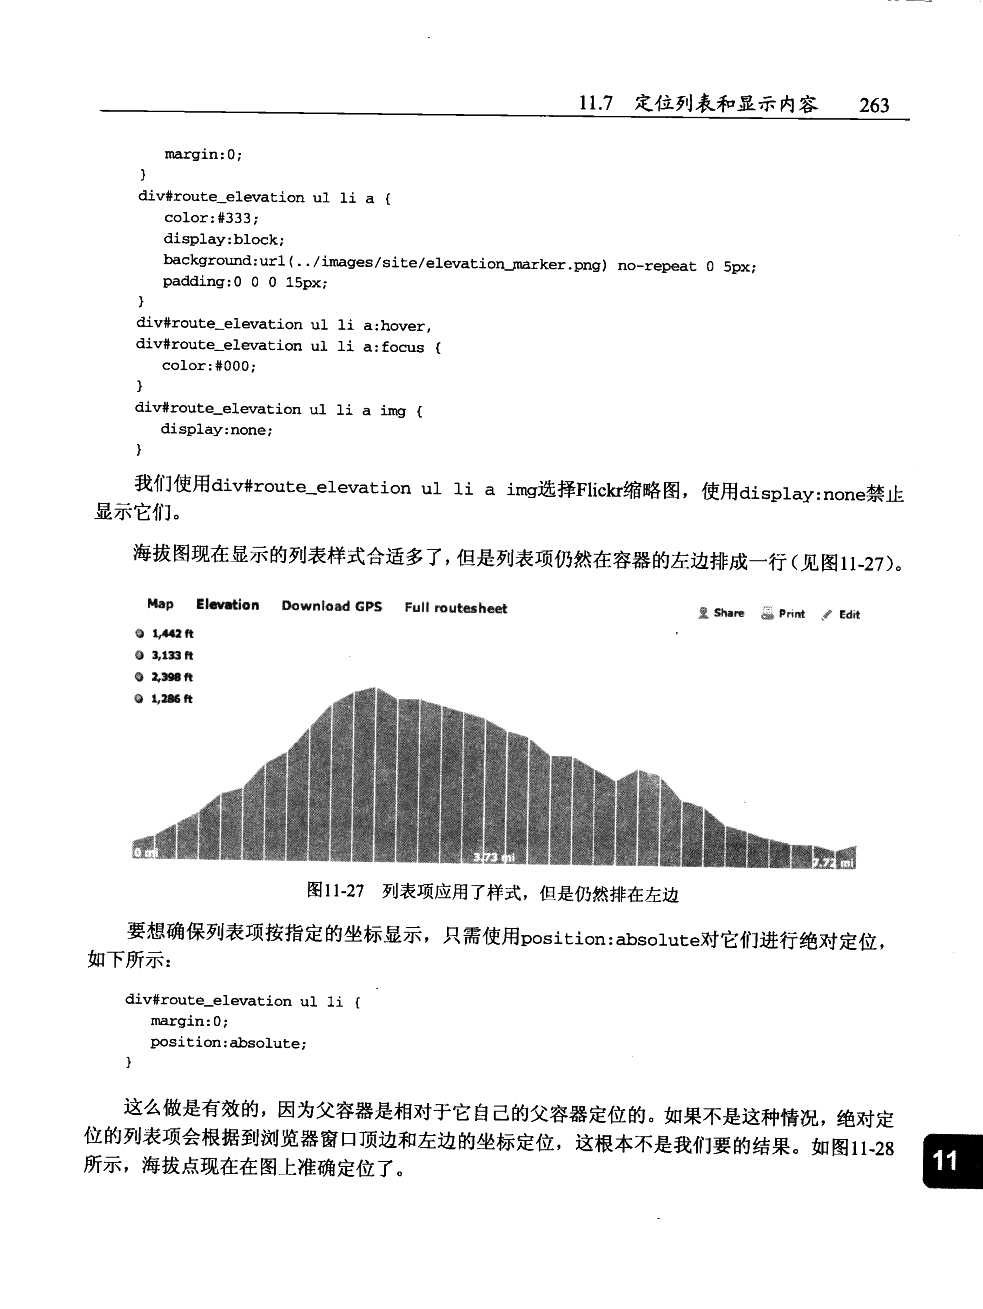 11.7 定位列表和显示内容 263
margin:0;
}
div#route_elevation ul li a {
color:#333;
display:block;
background:url(../images/site/elevation_marker.png) no-repeat 0 5px;
padding:0 0 0 15px;
}
div#route_elevation ul li a:hover,
div#route_elevation ul li a:focus {
color:#000;
}
div#route_elevation ul li a img {
display:none;
}
我们使用div#route_elevation ul li a img选择Flickr缩略图，使用display:none禁止
显示它们。
海拔图现在显示的列表样式合适多了，但是列表项仍然在容器的左边排成一行（见图11-27）。
Map Elevation Download GPS Full routesheet Share Print Edit
1,442 ft
3,133 ft
2,398 ft
1,286 ft
0 mi 3.73 mi 7.72 mi
图11-27 列表项应用了样式，但是仍然排在左边
要想确保列表项按指定的坐标显示，只需使用position:absolute对它们进行绝对定位，
如下所示：
div#route_elevation ul li {
margin:0;
position:absolute;
}
这么做是有效的，因为父容器是相对于它自己的父容器定位的。如果不是这种情况，绝对定
位的列表项会根据到浏览器窗口顶边和左边的坐标定位，这根本不是我们要的结果。如图11-28
所示，海拔点现在在图上准确定位了。
11